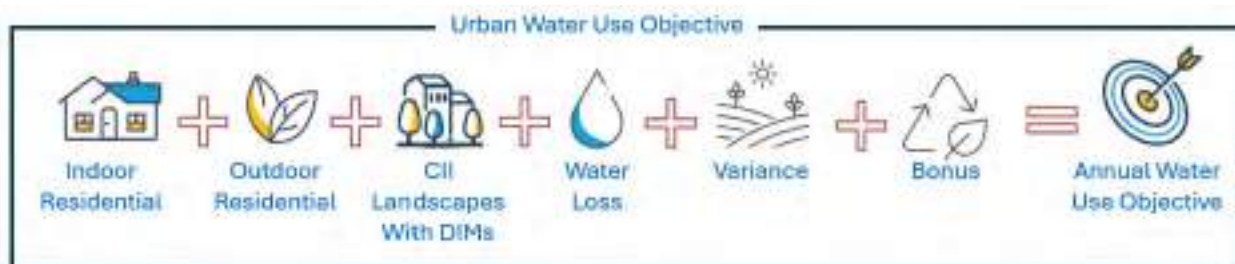 Urban Water Use Objective
Indoor
Residential
Outdoor
Residential
CII
Landscapes
With DIMs
Water
Loss
Variance
Bonus
Annual Water
Use Objective